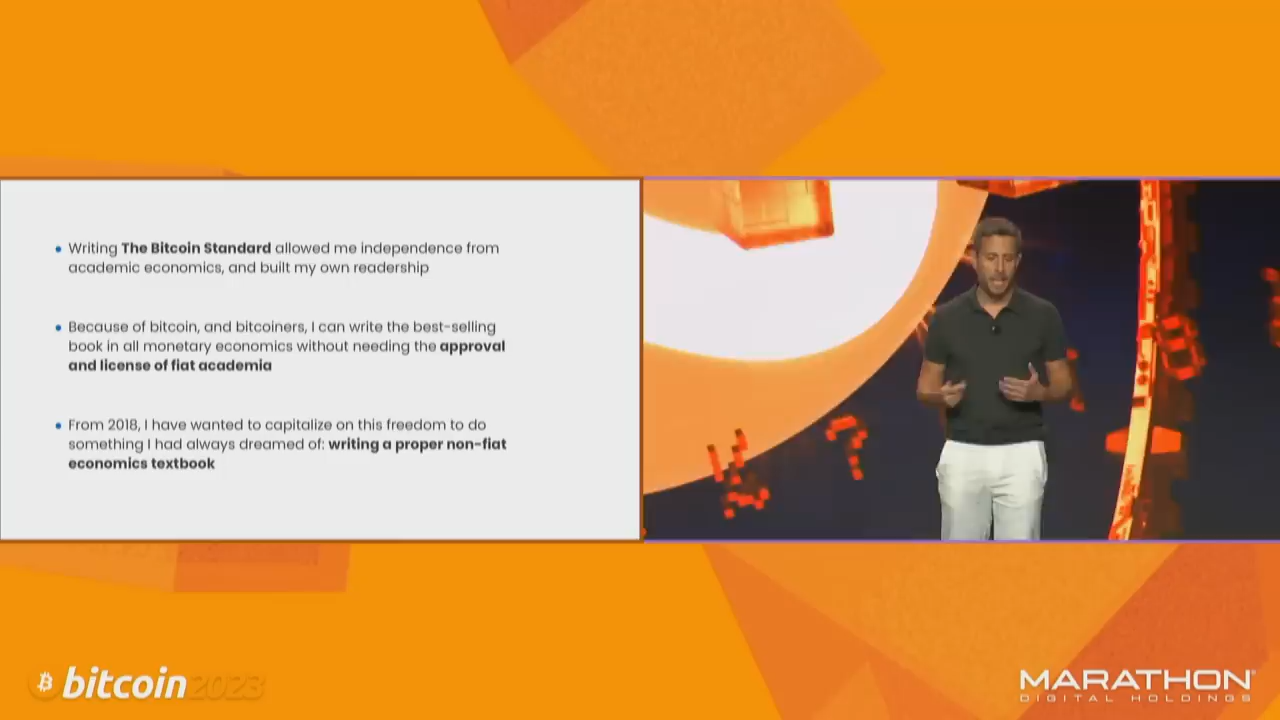 Writing The Bitcoin Standard allowed me independence from
academic economics, and built my own readership
Because of bitcoin, and bitcoiners, I can write the best-selling
book in all monetary economics without needing the approval
and license of fiat academia
From 2018, I have wanted to capitalize on this freedom to do
something I had always dreamed of: writing a proper non-fiat
economics textbook
bitcoin 2023
MARATHON
DIGITAL HOLDINGS